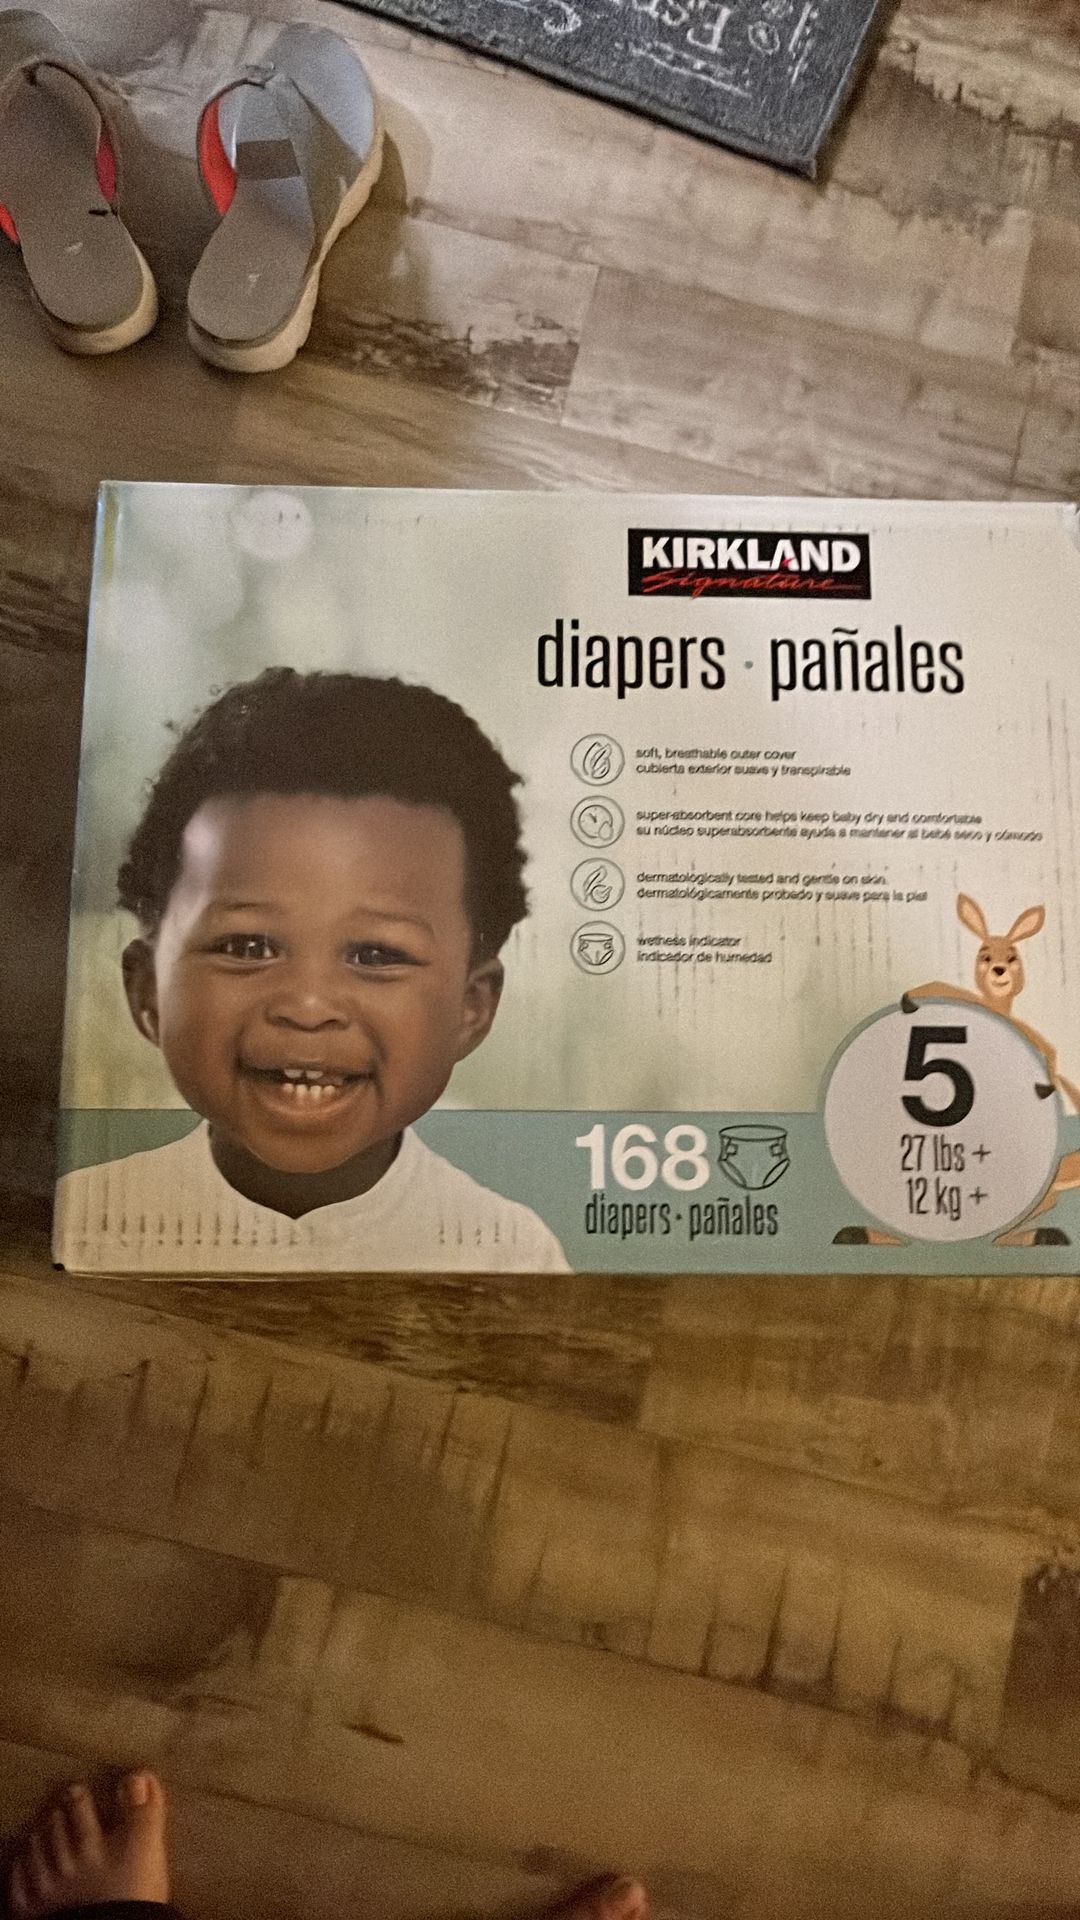 KIRKLAND
Signature
diapers · pañales
soft, breathable outer cover
cubierta exterior suave y transpirable
super-absorbent core helps keep baby dry and comfortable
su núcleo superabsorbente ayuda a mantener al bebé seco y cómodo
dermatologically tested and gentle on skin
dermatológicamente probado y suave para la piel
wetness indicator
indicador de humedad
5
27 lbs +
12 kg +
168
diapers · pañales